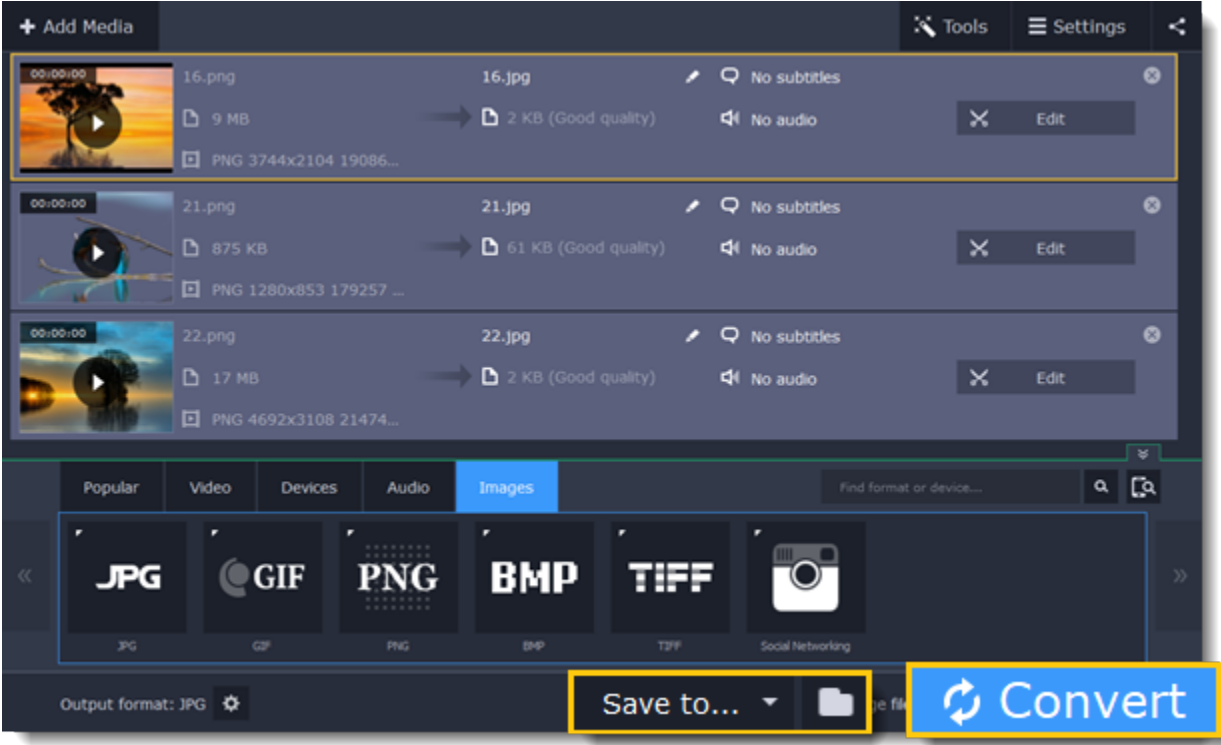 Add Media
Tools
Settings
00:00:00
16.png
16.jpg
No subtitles
9 MB
2 KB (Good quality)
No audio
Edit
PNG 3744x2104 19086...
00:00:00
21.png
21.jpg
No subtitles
875 KB
61 KB (Good quality)
No audio
Edit
PNG 1280x853 179257 ...
00:00:00
22.png
22.jpg
No subtitles
17 MB
2 KB (Good quality)
No audio
Edit
PNG 4692x3108 21474...
Popular
Video
Devices
Audio
Images
Find format or device...
JPG
GIF
PNG
BMP
TIFF
JPG
GIF
PNG
BMP
TIFF
Social Networking
Output format: JPG
Save to...
Convert